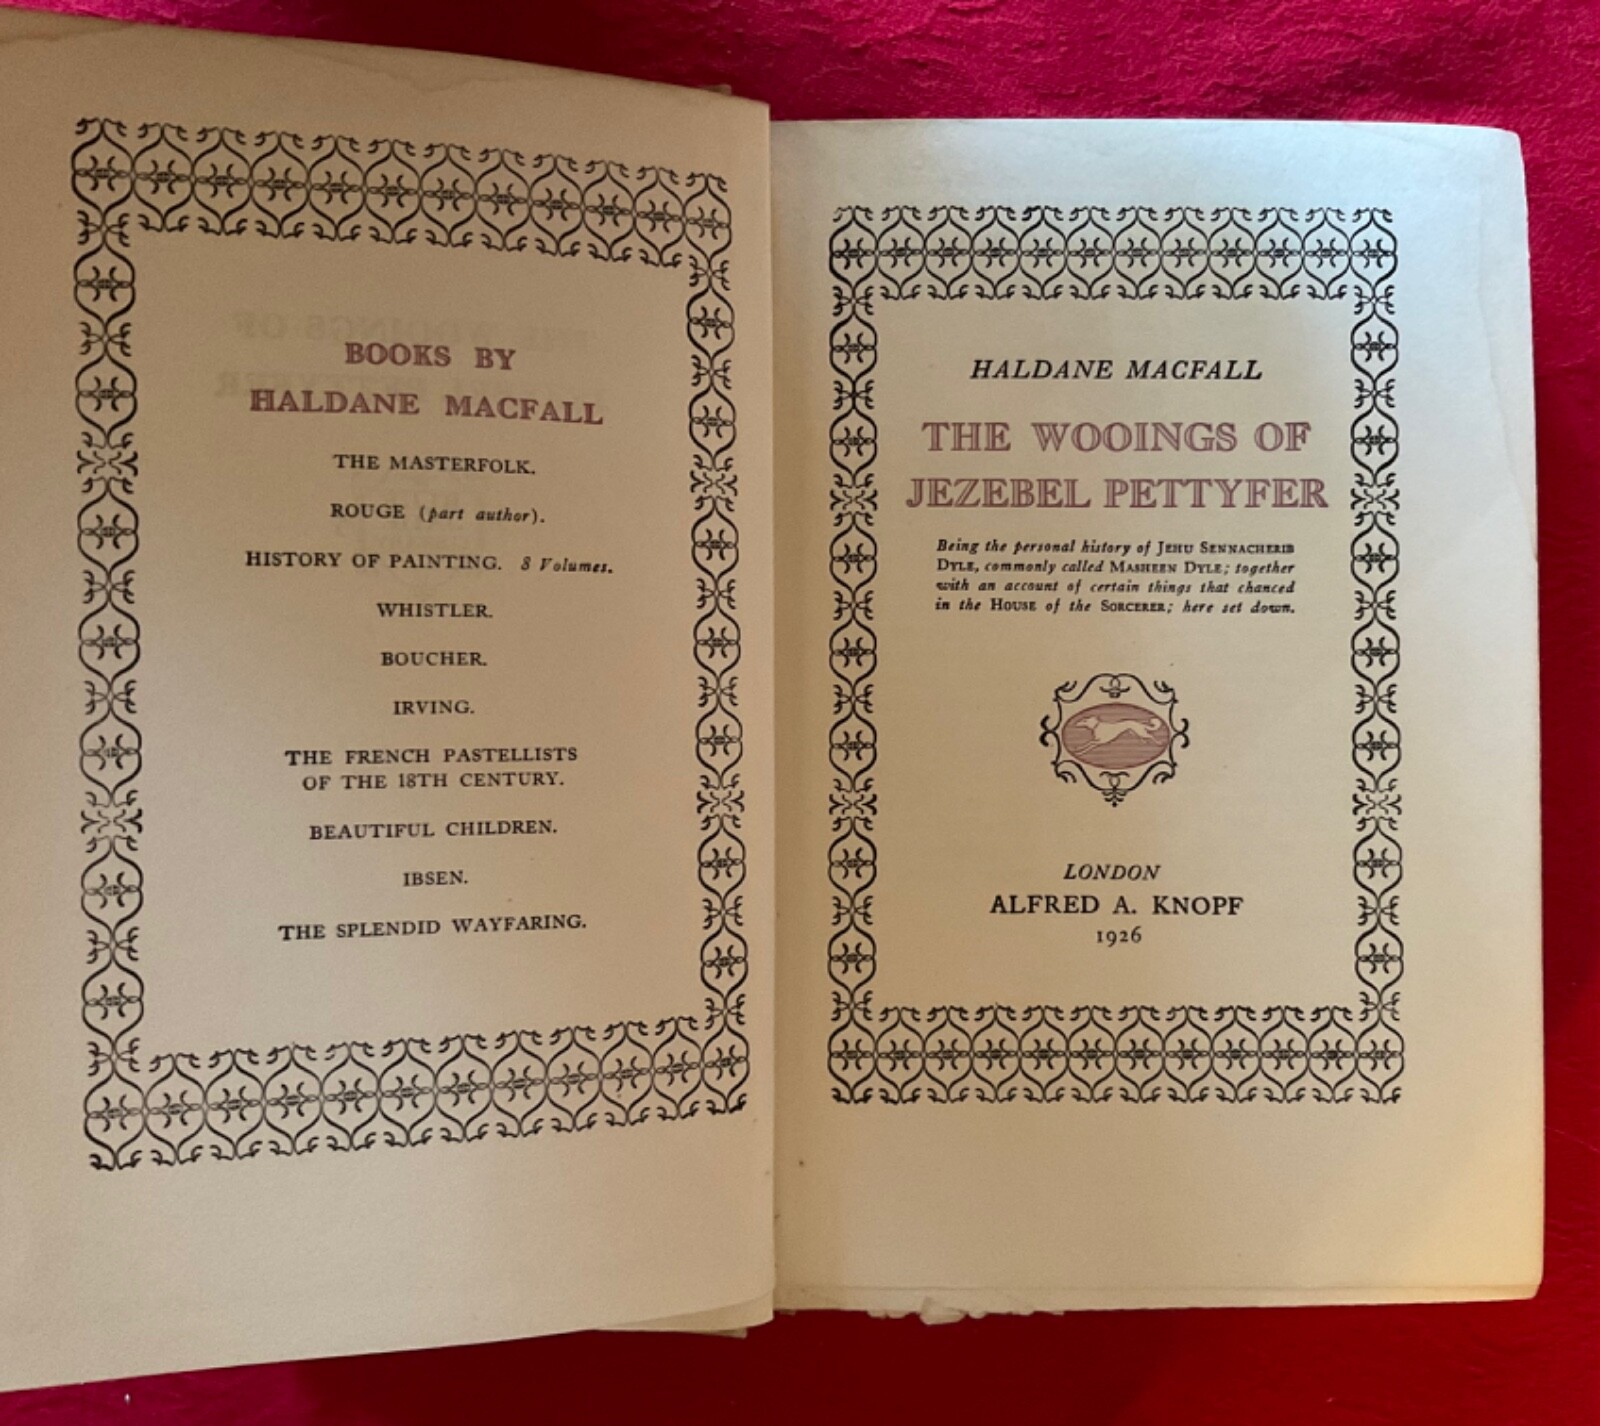 BOOKS BY
HALDANE MACFALL
THE MASTERFOLK.
ROUGE (part author).
HISTORY OF PAINTING. 8 Volumes.
WHISTLER.
BOUCHER.
IRVING.
THE FRENCH PASTELLISTS
OF THE 18TH CENTURY.
BEAUTIFUL CHILDREN.
IBSEN.
THE SPLENDID WAYFARING.
HALDANE MACFALL
THE WOOINGS OF
JEZEBEL PETTYFER
Being the personal history of JEHU SENNACHERIB
DYLE, commonly called MASHEEN DYLE; together
with an account of certain things that chanced
in the HOUSE of the SORCERER; here set down.
LONDON
ALFRED A. KNOPF
1926